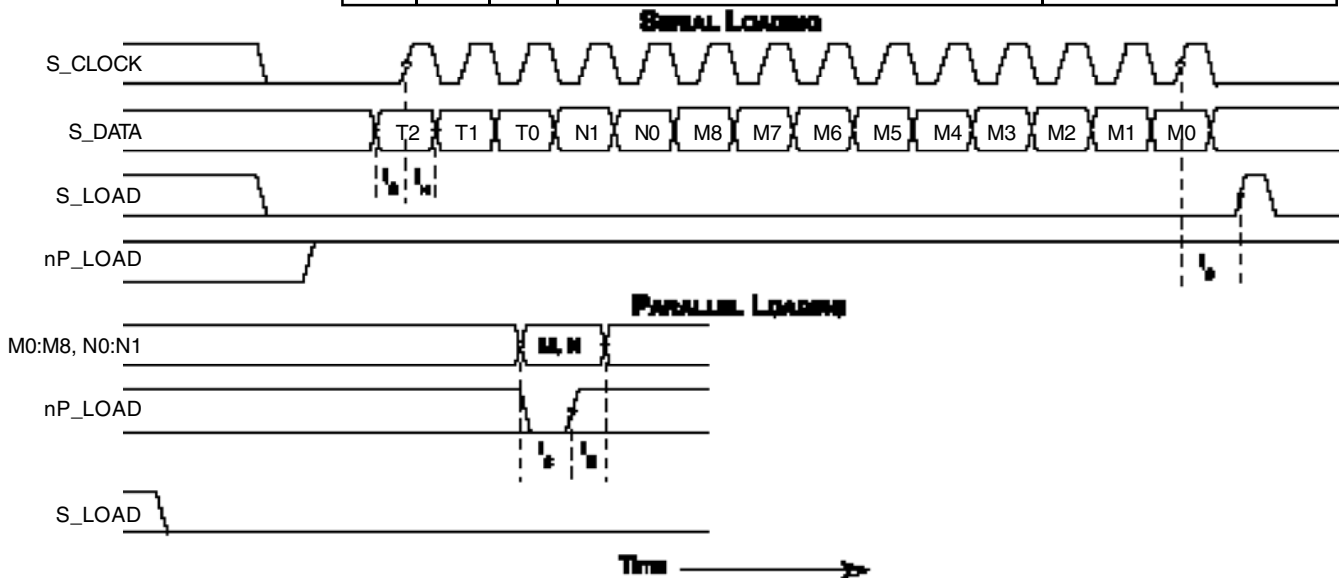 SERIAL LOADING
S_CLOCK
S_DATA T2 T1 T0 N1 N0 M8 M7 M6 M5 M4 M3 M2 M1 M0
S_LOAD
nP_LOAD
PARALLEL LOADING
M0:M8, N0:N1 M, N
nP_LOAD
S_LOAD
Time